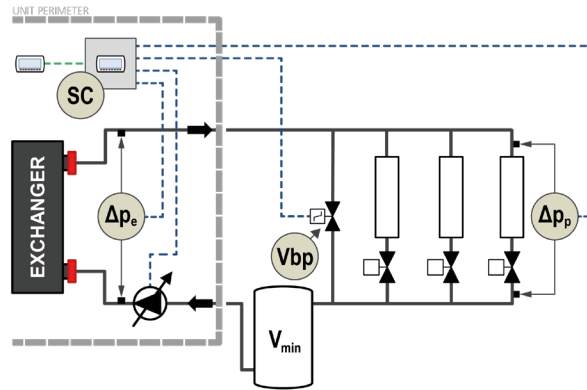 UNIT PERIMETER
SC
EXCHANGER
Δpe
Δpp
Vbp
Vmin